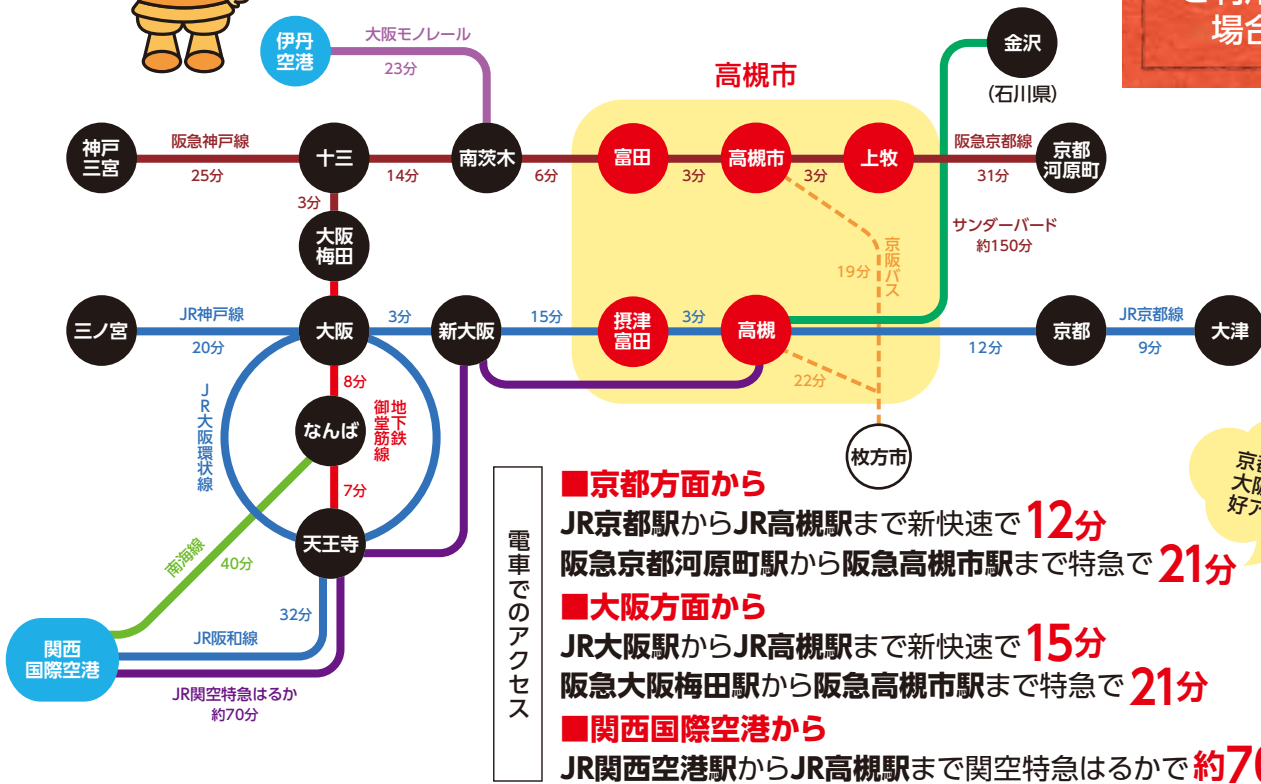 場合
伊丹
空港
大阪モノレール
23分
金沢
(石川県)
高槻市
神戸
三宮
阪急神戸線
25分
十三
14分
南茨木
6分
富田
3分
高槻市
3分
上牧
阪急京都線
31分
京都
河原町
3分
大阪
梅田
サンダーバード
約150分
京阪バス
19分
三ノ宮
JR神戸線
20分
大阪
3分
新大阪
15分
摂津
富田
3分
高槻
12分
京都
JR京都線
9分
大津
22分
枚方市
JR大阪環状線
8分
地下鉄
御堂筋線
なんば
7分
天王寺
南海線
40分
32分
JR阪和線
関西
国際空港
JR関空特急はるか
約70分
電車でのアクセス
■京都方面から
JR京都駅からJR高槻駅まで新快速で12分
阪急京都河原町駅から阪急高槻市駅まで特急で21分
■大阪方面から
JR大阪駅からJR高槻駅まで新快速で15分
阪急大阪梅田駅から阪急高槻市駅まで特急で21分
■関西国際空港から
JR関西空港駅からJR高槻駅まで関空特急はるかで約70
京
大阪
好ア